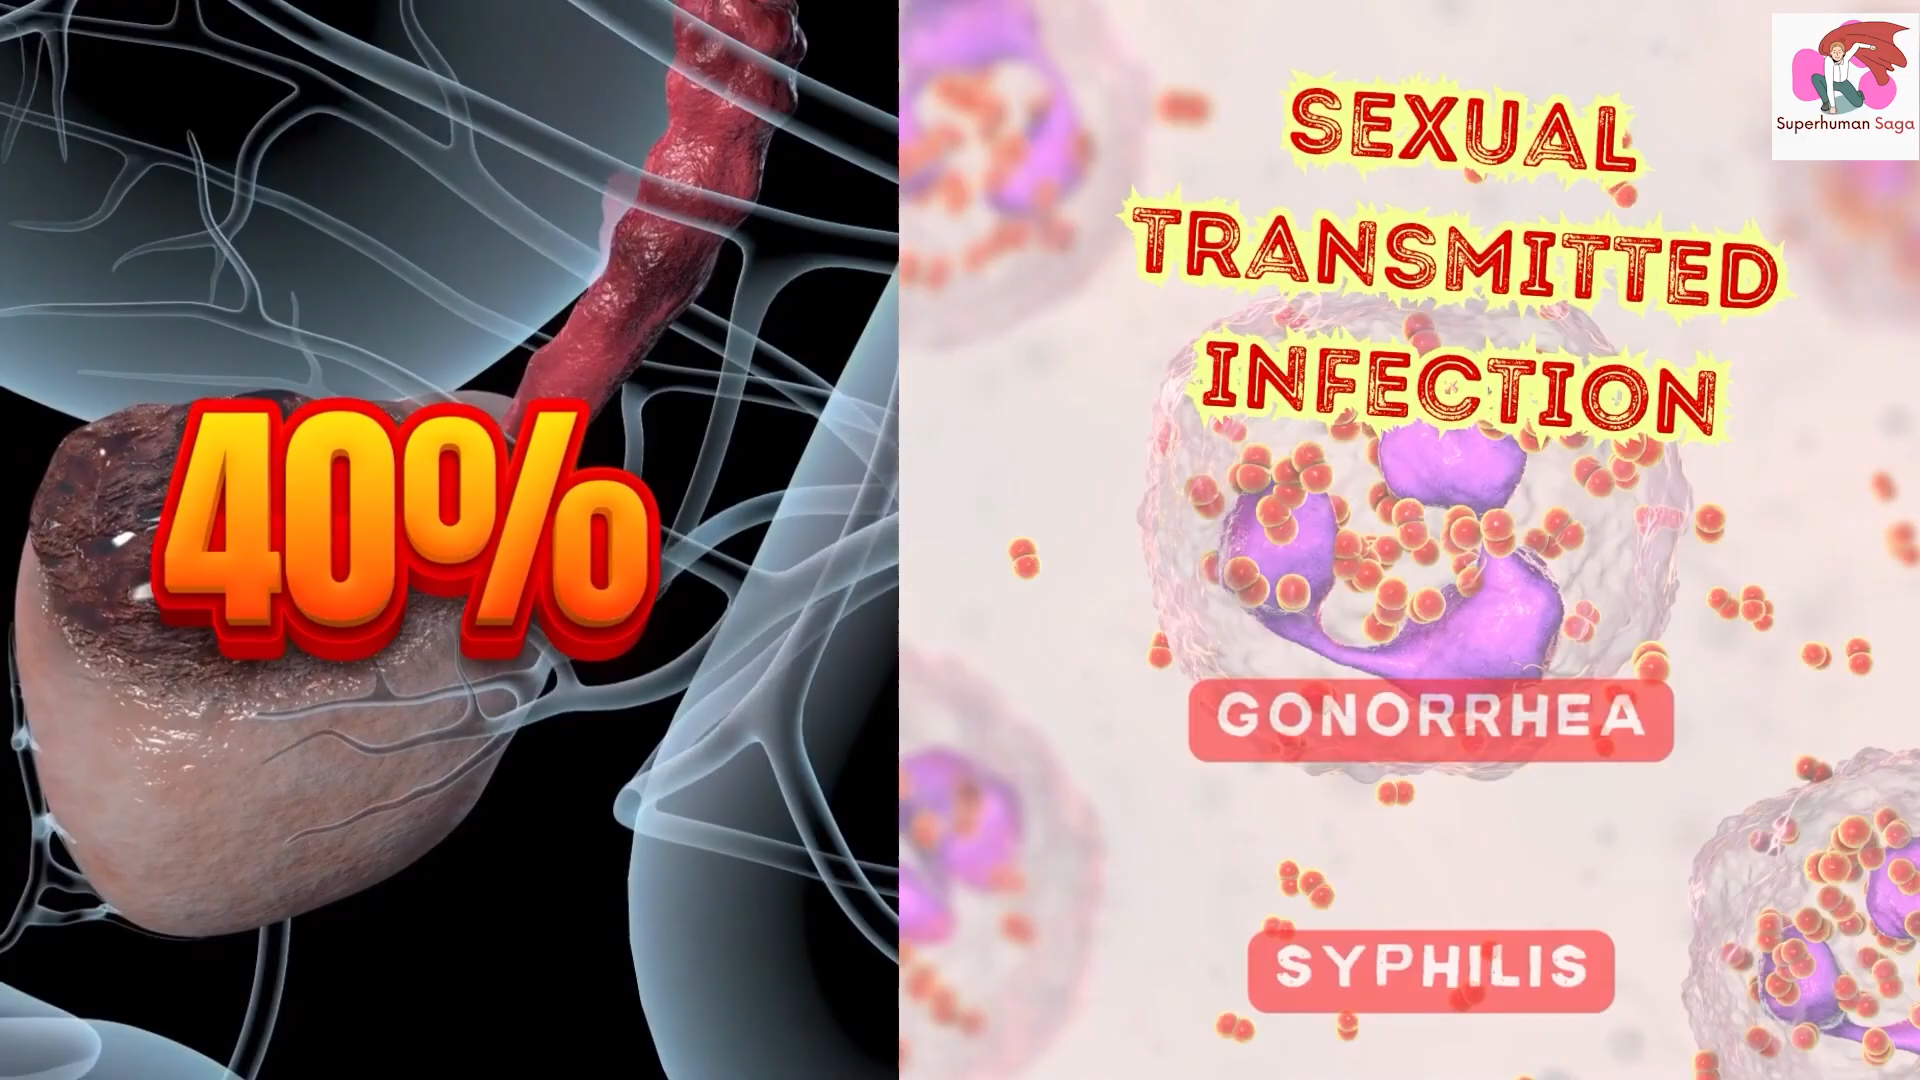 40%
SEXUAL
TRANSMITTED
INFECTION
GONORRHEA
SYPHILIS
Superhuman Saga